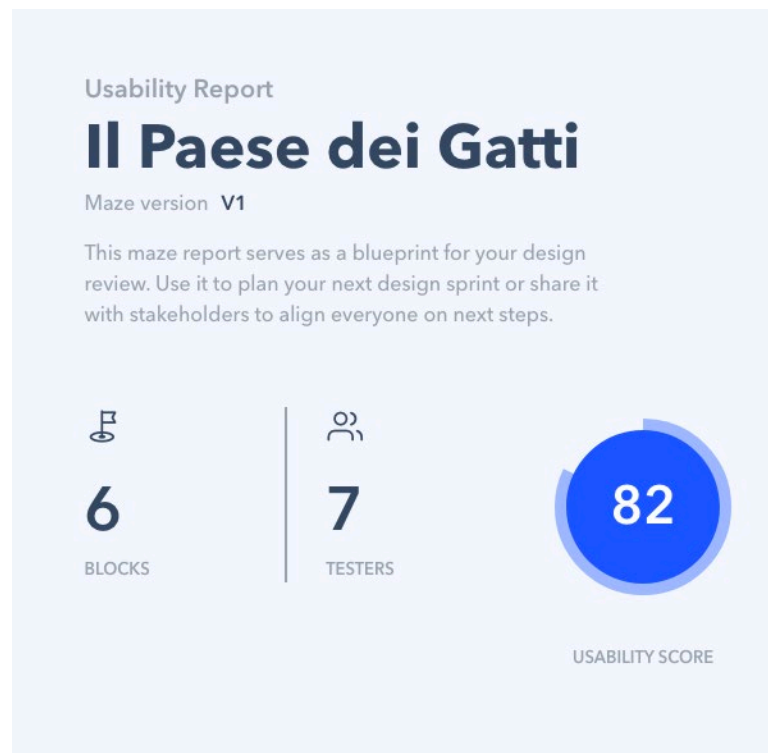 Usability Report
Il Paese dei Gatti
Maze version V1
This maze report serves as a blueprint for your design
review. Use it to plan your next design sprint or share it
with stakeholders to align everyone on next steps.
6
BLOCKS
7
TESTERS
82
USABILITY SCORE